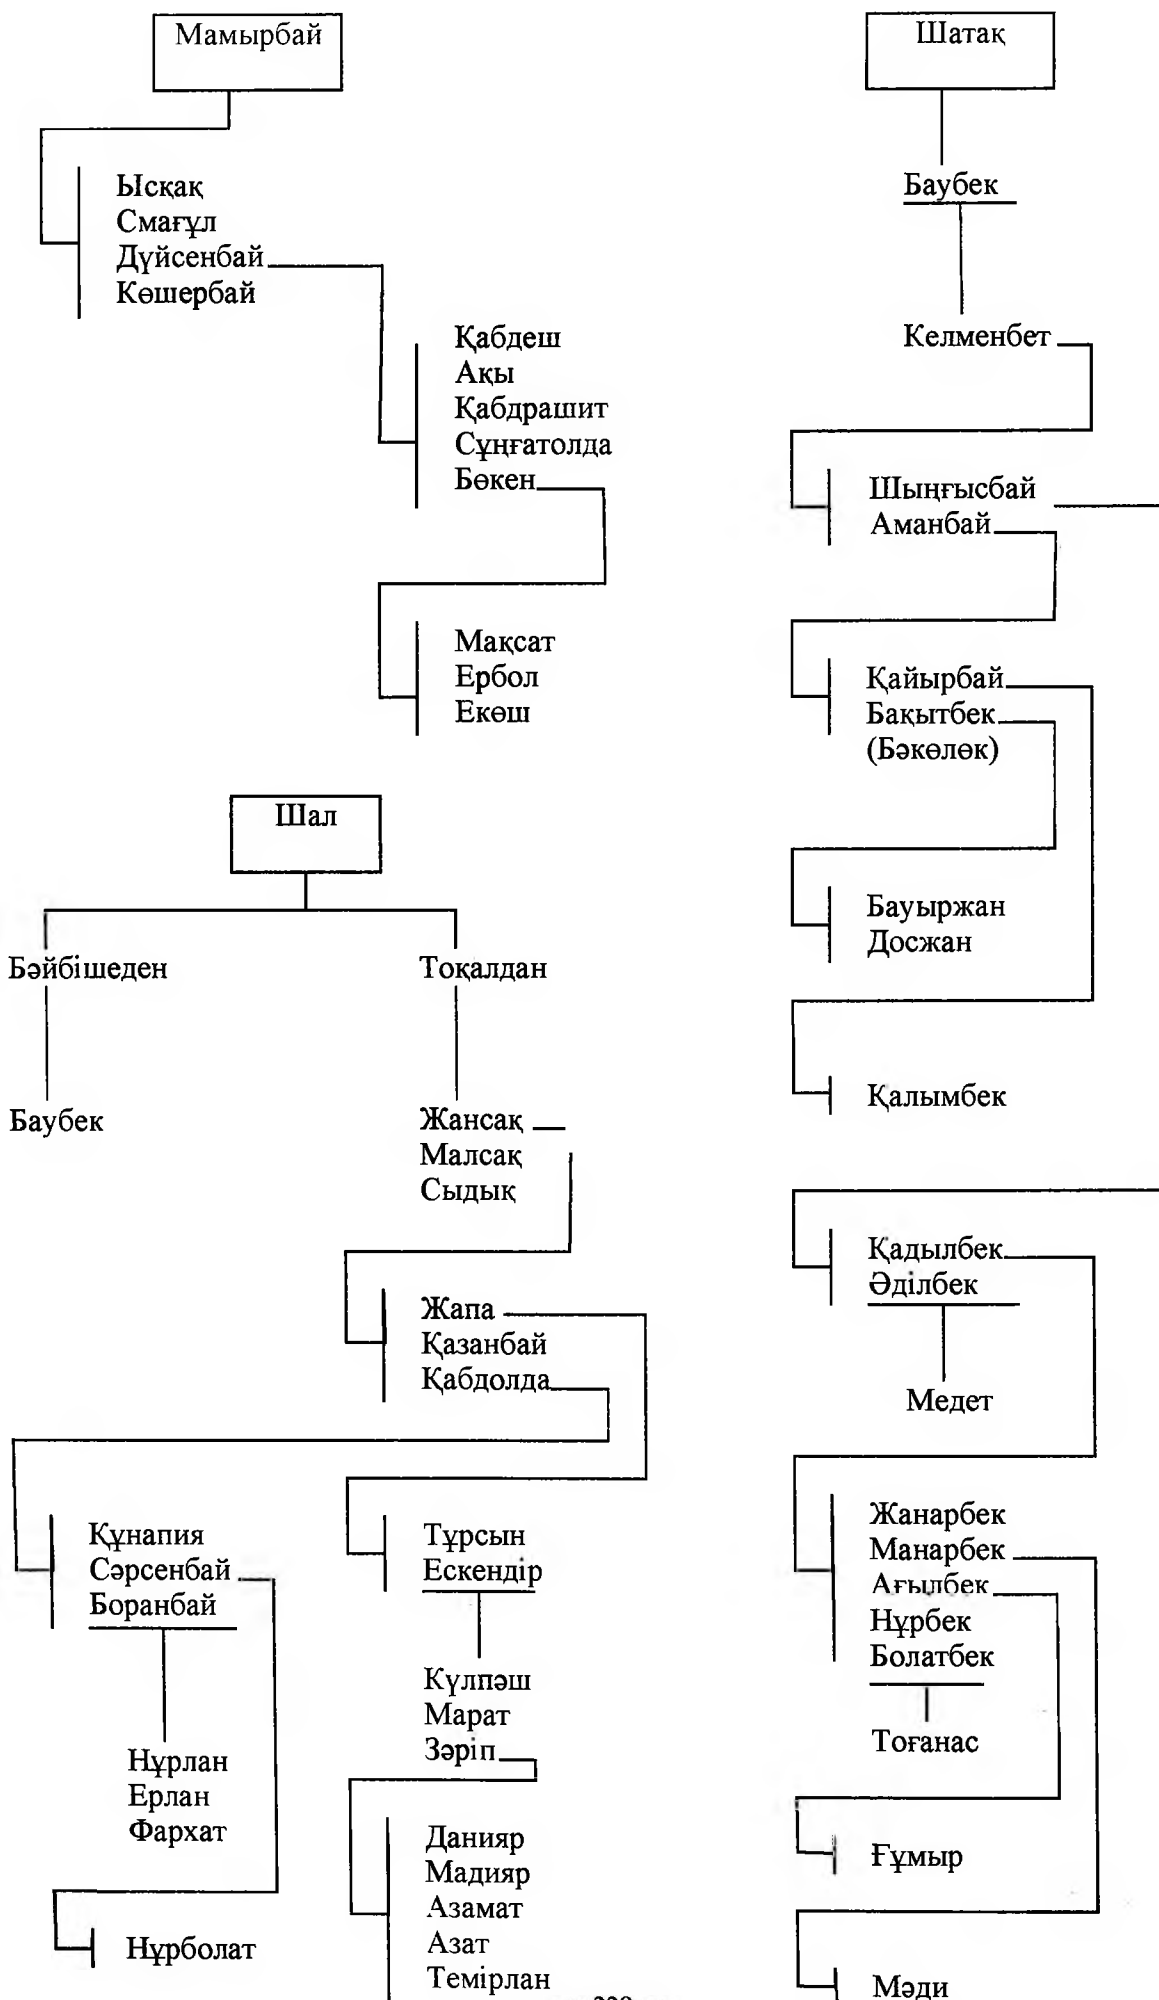 Мамырбай
Ысқақ
Смағұл
Дүйсенбай
Көшербай
Қабдеш
Ақы
Қабдрашит
Сұңғатолда
Бөкен
Мақсат
Ербол
Екөш
Шал
Бәйбішеден
Тоқалдан
Баубек
Жансақ
Малсақ
Сыдық
Жапа
Қазанбай
Қабдолда
Құнапия
Сәрсенбай
Боранбай
Тұрсын
Ескендір
Күлпәш
Марат
Зәріп
Нұрлан
Ерлан
Фархат
Данияр
Мадияр
Азамат
Азат
Темірлан
Нұрболат
Шатақ
Баубек
Келменбет
Шыңғысбай
Аманбай
Қайырбай
Бақытбек
(Бәкөлөк)
Бауыржан
Досжан
Қалымбек
Қадылбек
Әділбек
Медет
Жанарбек
Манарбек
Ағылбек
Нұрбек
Болатбек
Тоғанас
Ғұмыр
Мәди